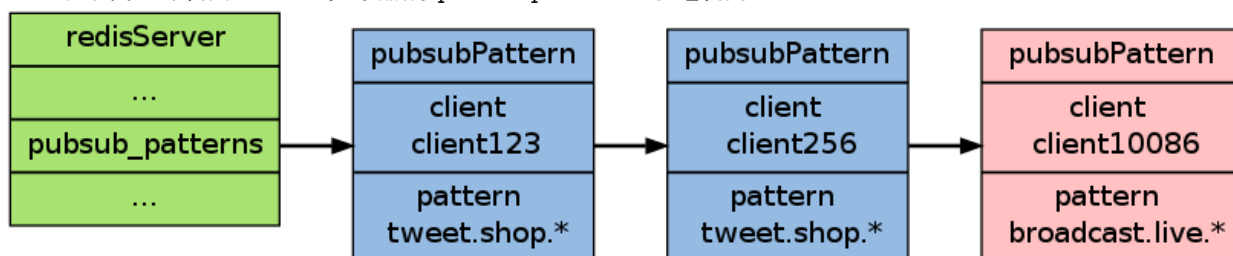 redisServer
...
pubsub_patterns
...
pubsubPattern
client
client123
pattern
tweet.shop.*
pubsubPattern
client
client256
pattern
tweet.shop.*
pubsubPattern
client
client10086
pattern
broadcast.live.*